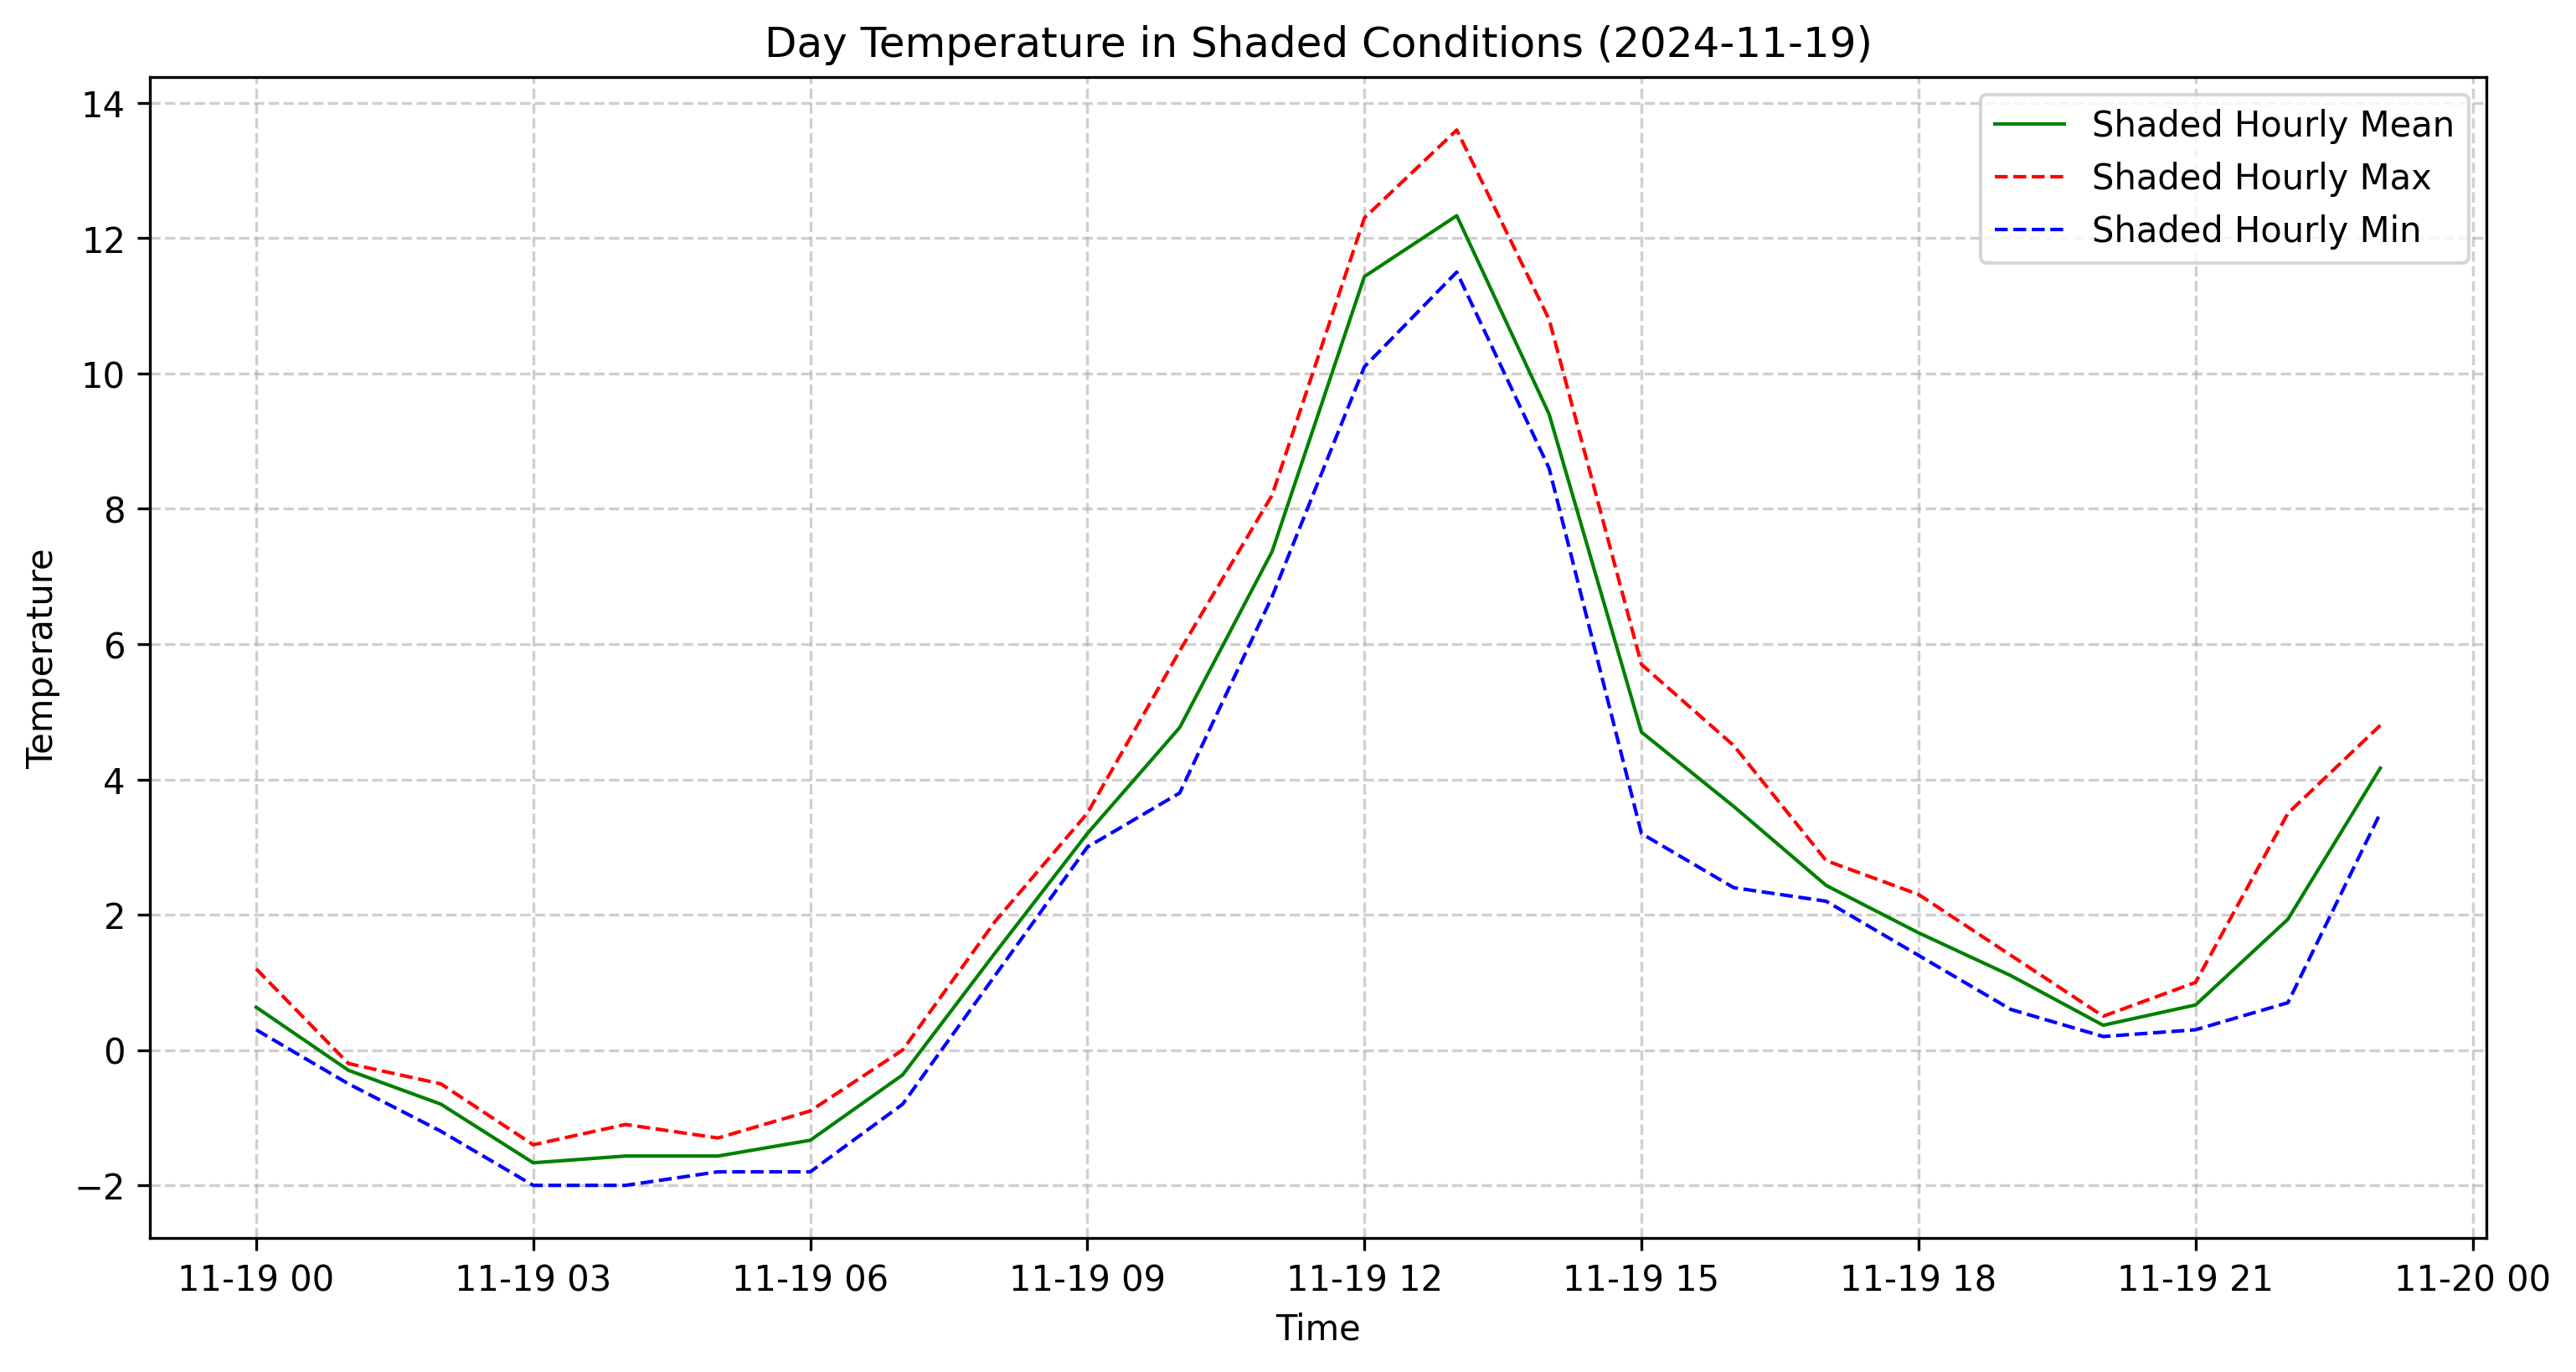 Day Temperature in Shaded Conditions (2024-11-19)
Shaded Hourly Mean
Shaded Hourly Max
Shaded Hourly Min
Temperature
14
12
10
8
6
4
2
0
−2
11-19 00 11-19 03 11-19 06 11-19 09 11-19 12 11-19 15 11-19 18 11-19 21 11-20 00
Time